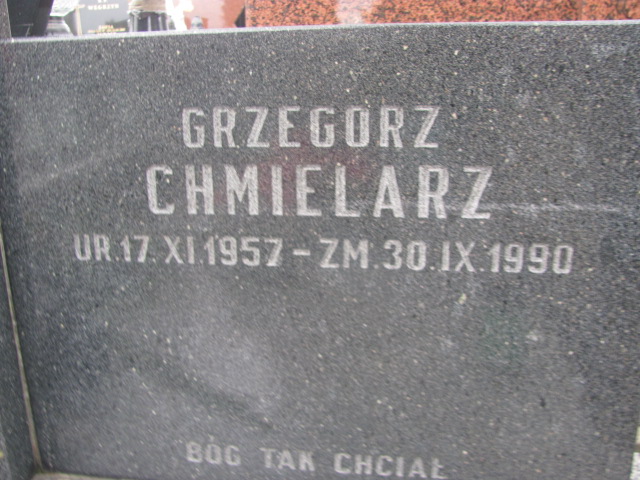 GRZEGORZ
CHMIELARZ
UR.17.XI.1957-ZM.30.IX.1990
BÓG TAK CHCIAŁ